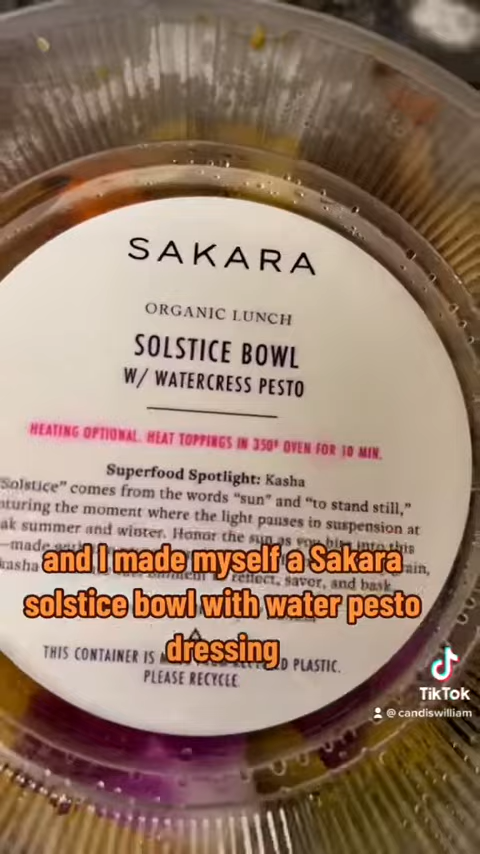 SAKARA
ORGANIC LUNCH
SOLSTICE BOWL
W/ WATERCRESS PESTO
HEATING OPTIONAL. HEAT TOPPINGS IN 350° OVEN FOR 10 MIN.
Superfood Spotlight: Kasha
"Solstice" comes from the words "sun" and "to stand still,"
the moment where the light pauses in suspension at
summer and winter. Honor the sun as you bite into this
—made
kasha reflect, savor, and bask
and I made myself a Sakara
solstice bowl with water pesto
dressing
THIS CONTAINER IS PLASTIC.
PLEASE RECYCLE
TikTok
@candiswilliam